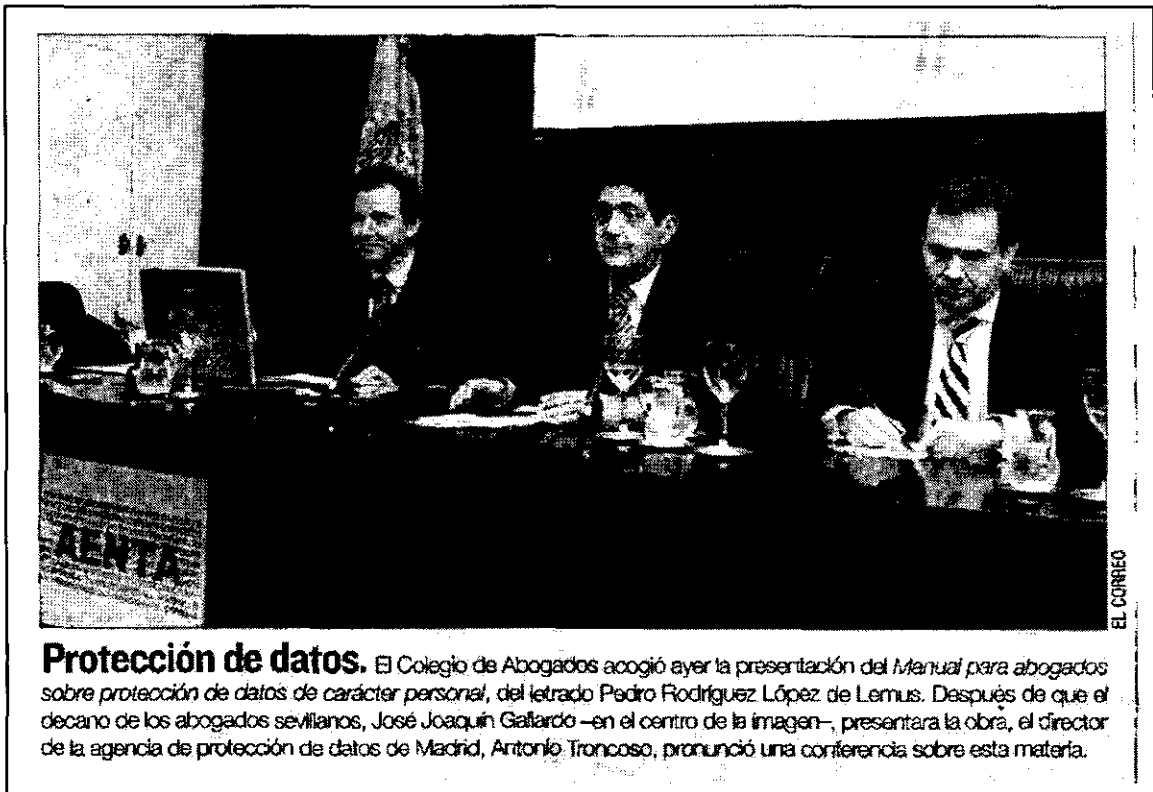 AENTA
EL CORREO
Protección de datos. El Colegio de Abogados acogió ayer la presentación del Manual para abogados
sobre protección de datos de carácter personal, del letrado Pedro Rodríguez López de Lemus. Después de que el
decano de los abogados sevillanos, José Joaquín Gallardo –en el centro de la imagen–, presentara la obra, el director
de la agencia de protección de datos de Madrid, Antonio Troncoso, pronunció una conferencia sobre esta materia.